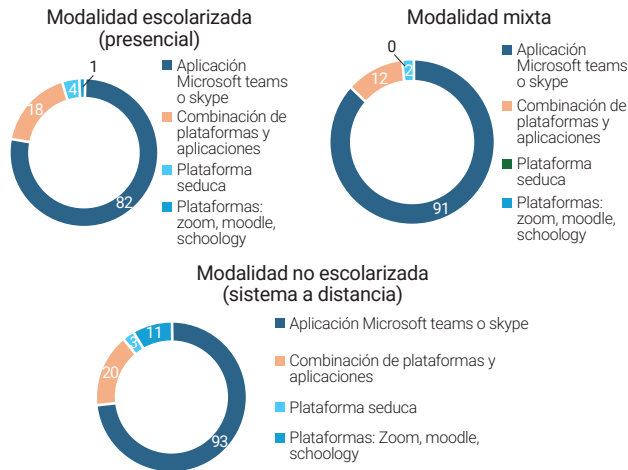 Modalidad escolarizada
(presencial)
1
4
18
82
Aplicación
Microsoft teams
o skype
Combinación de
plataformas y
aplicaciones
Plataforma
seduca
Plataformas:
zoom, moodle,
schoology
Modalidad mixta
0
2
12
91
Aplicación
Microsoft teams
o skype
Combinación de
plataformas y
aplicaciones
Plataforma
seduca
Plataformas:
zoom, moodle,
schoology
Modalidad no escolarizada
(sistema a distancia)
11
3
20
93
Aplicación Microsoft teams o skype
Combinación de plataformas y
aplicaciones
Plataforma seduca
Plataformas: Zoom, moodle,
schoology